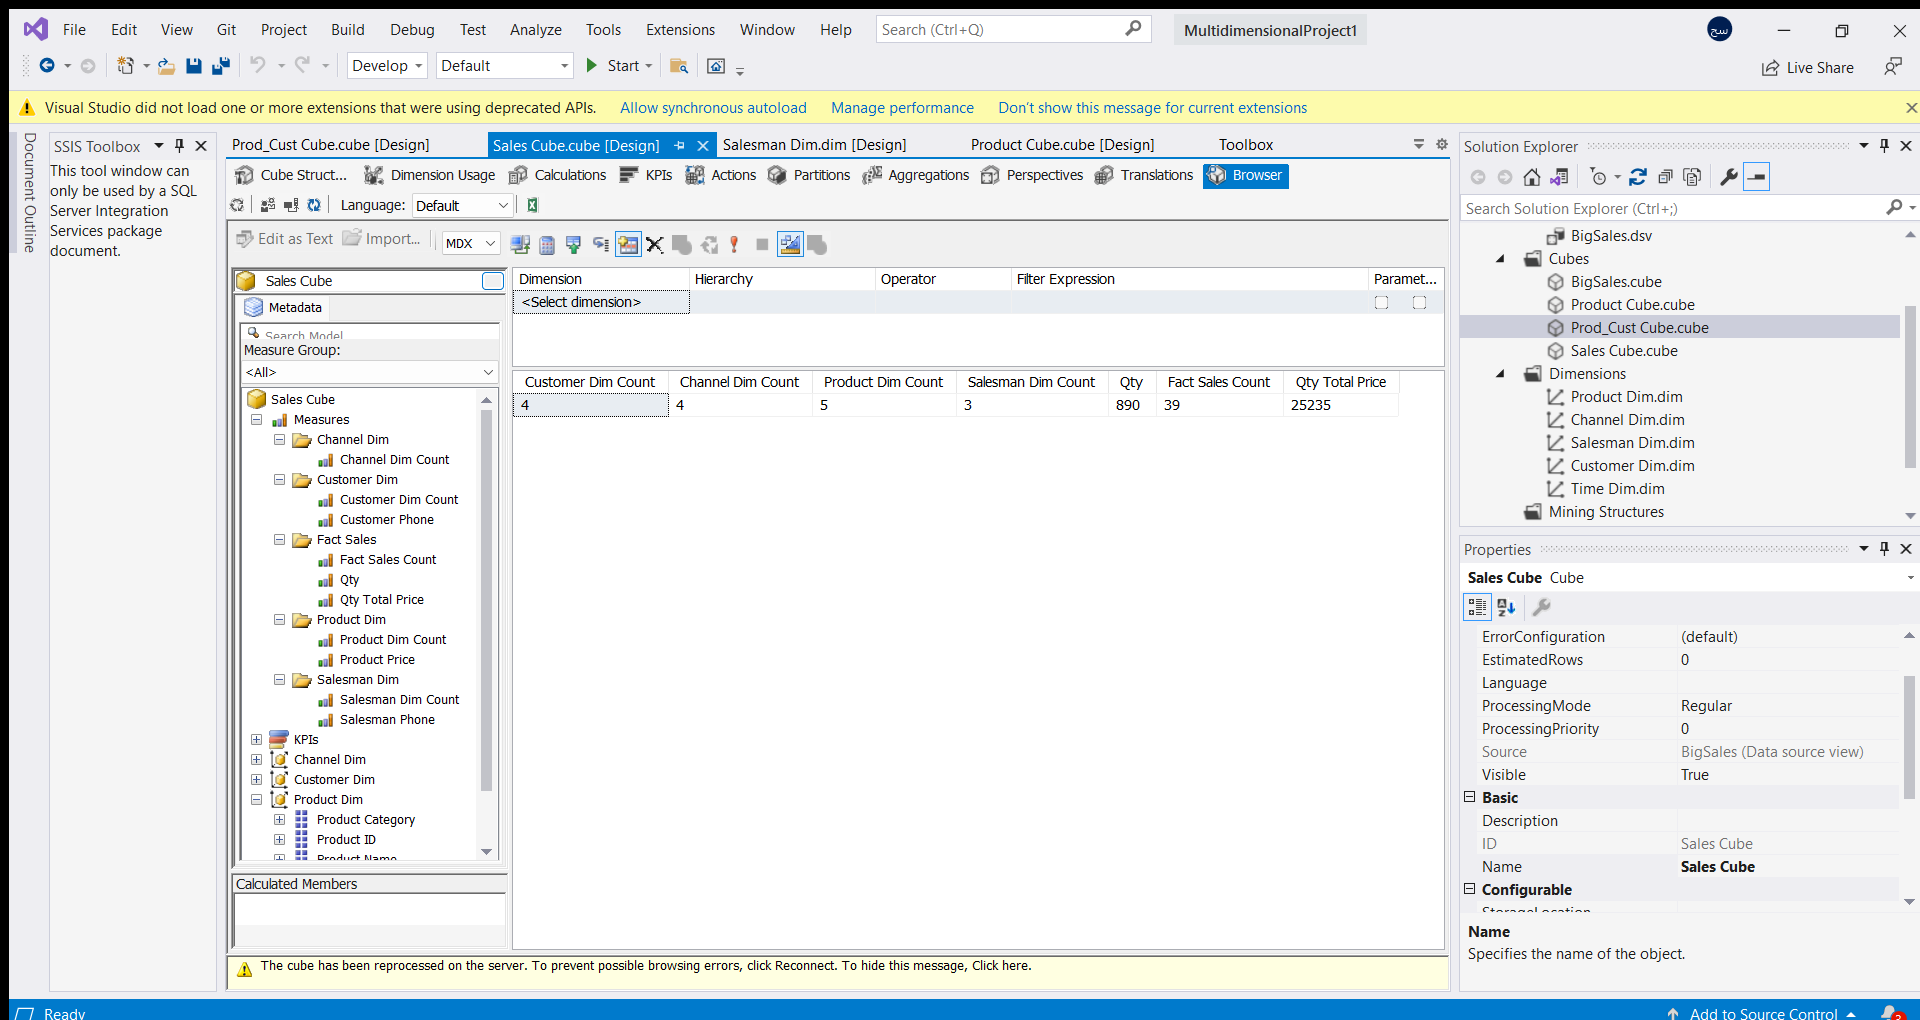 File Edit View Git Project Build Debug Test Analyze Tools Extensions Window Help Search (Ctrl+Q) MultidimensionalProject1 سح
Develop Default Start Live Share
Visual Studio did not load one or more extensions that were using deprecated APIs. Allow synchronous autoload Manage performance Don't show this message for current extensions
Document Outline
SSIS Toolbox
This tool window can
only be used by a SQL
Server Integration
Services package
document.
Prod_Cust Cube.cube [Design] Sales Cube.cube [Design] Salesman Dim.dim [Design] Product Cube.cube [Design] Toolbox
Cube Struct... Dimension Usage Calculations KPIs Actions Partitions Aggregations Perspectives Translations Browser
Language: Default
Edit as Text Import... MDX
Sales Cube
Metadata
Search Model
Measure Group:
<All>
Sales Cube
Measures
Channel Dim
Channel Dim Count
Customer Dim
Customer Dim Count
Customer Phone
Fact Sales
Fact Sales Count
Qty
Qty Total Price
Product Dim
Product Dim Count
Product Price
Salesman Dim
Salesman Dim Count
Salesman Phone
KPIs
Channel Dim
Customer Dim
Product Dim
Product Category
Product ID
Product Name
Calculated Members
Dimension Hierarchy Operator Filter Expression Paramet...
<Select dimension>
Customer Dim Count Channel Dim Count Product Dim Count Salesman Dim Count Qty Fact Sales Count Qty Total Price
4 4 5 3 890 39 25235
The cube has been reprocessed on the server. To prevent possible browsing errors, click Reconnect. To hide this message, Click here.
Solution Explorer
Search Solution Explorer (Ctrl+;)
BigSales.dsv
Cubes
BigSales.cube
Product Cube.cube
Prod_Cust Cube.cube
Sales Cube.cube
Dimensions
Product Dim.dim
Channel Dim.dim
Salesman Dim.dim
Customer Dim.dim
Time Dim.dim
Mining Structures
Properties
Sales Cube Cube
ErrorConfiguration (default)
EstimatedRows 0
Language
ProcessingMode Regular
ProcessingPriority 0
Source BigSales (Data source view)
Visible True
Basic
Description
ID Sales Cube
Name Sales Cube
Configurable
StorageLocation
Name
Specifies the name of the object.
Ready Add to Source Control